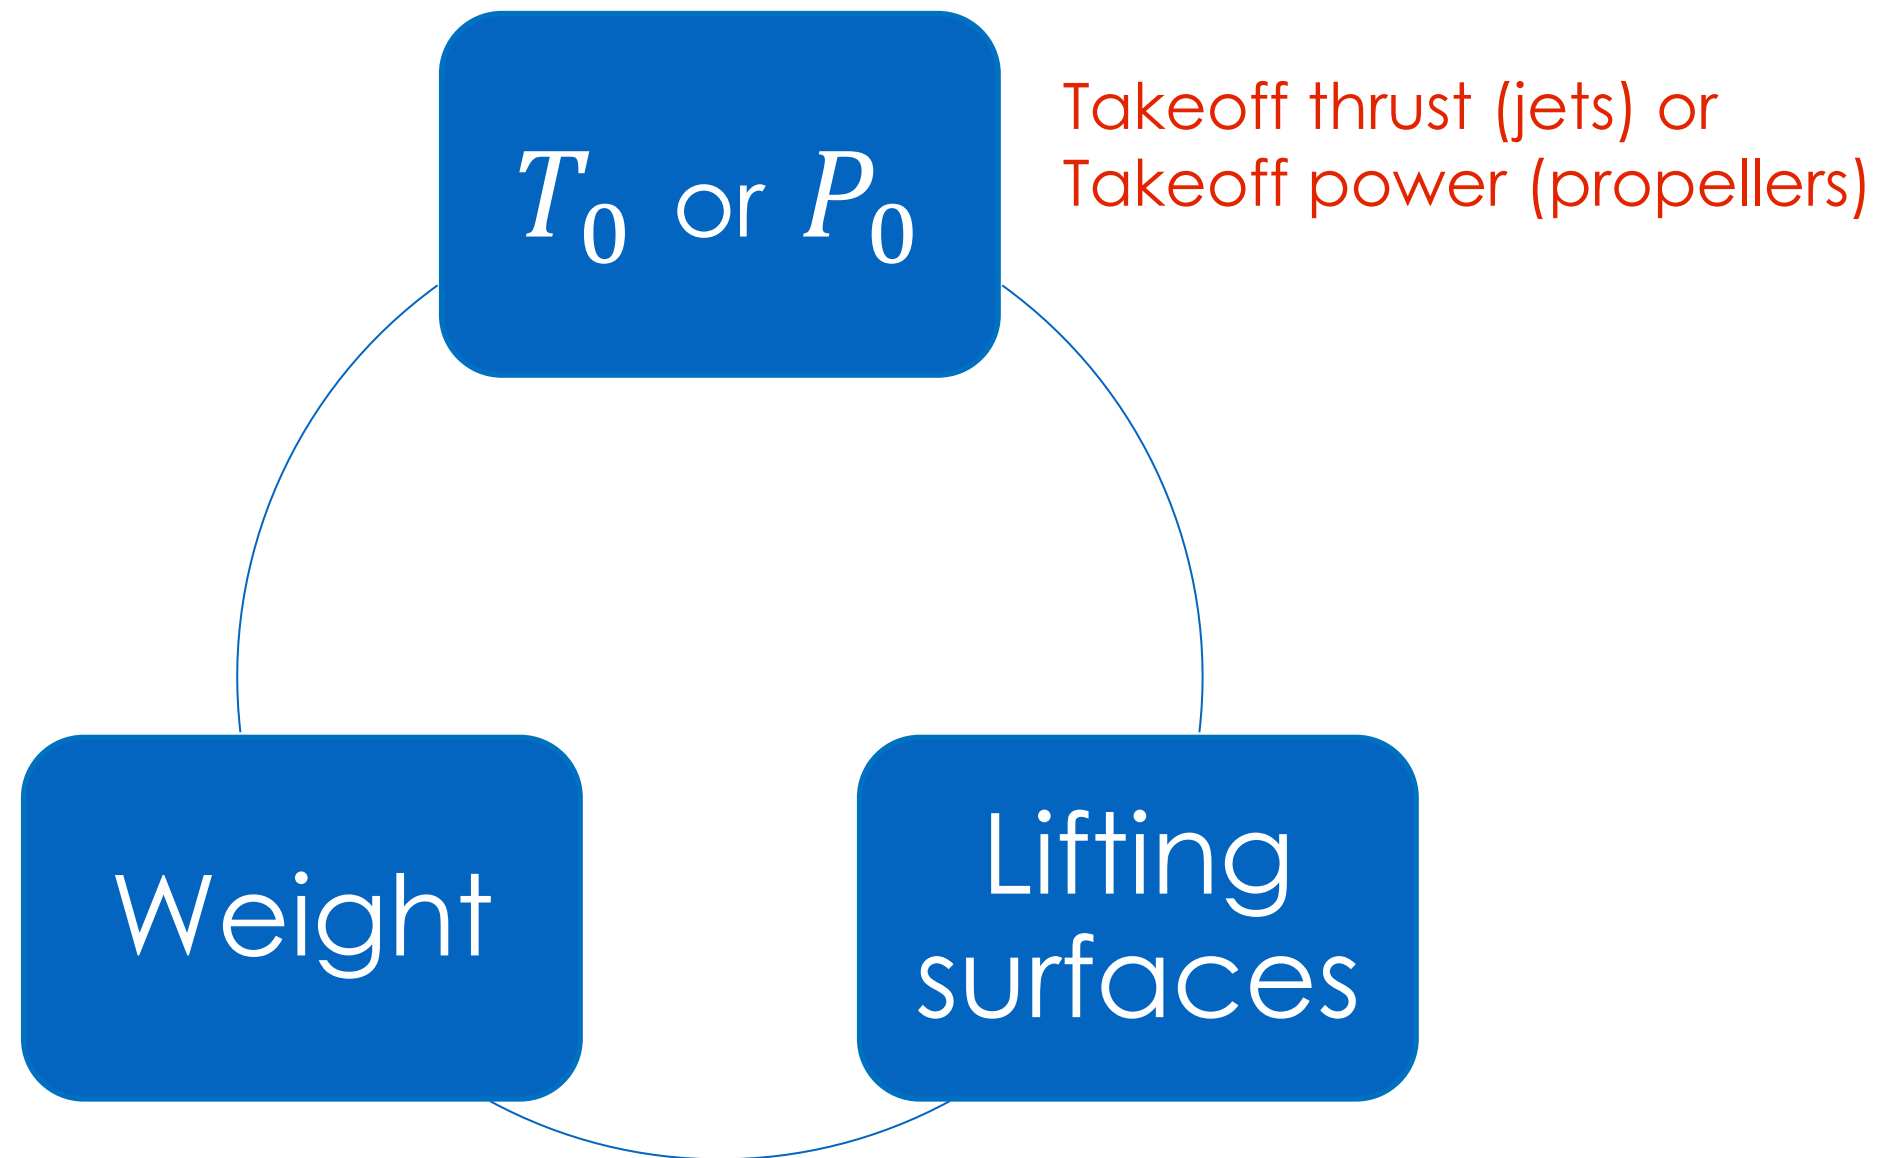 T₀ or P₀
Takeoff thrust (jets) or
Takeoff power (propellers)
Weight
Lifting
surfaces